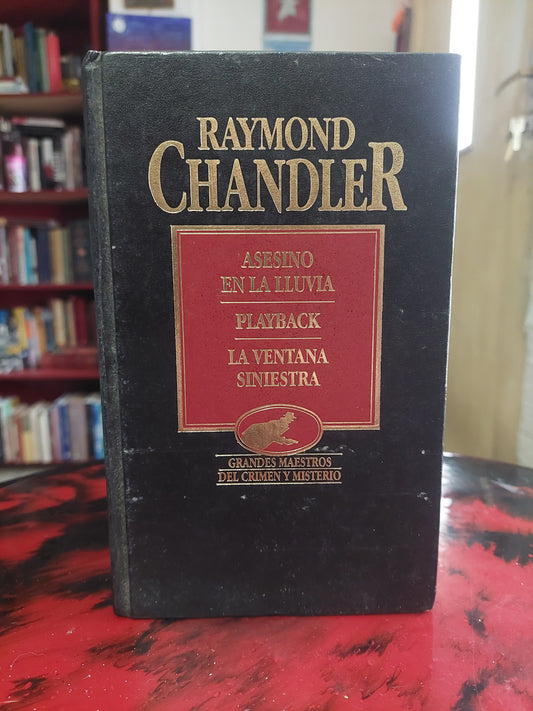 RAYMOND
CHANDLER
ASESINO
EN LA LLUVIA
PLAYBACK
LA VENTANA
SINIESTRA
GRANDES MAESTROS
DEL CRIMEN Y MISTERIO